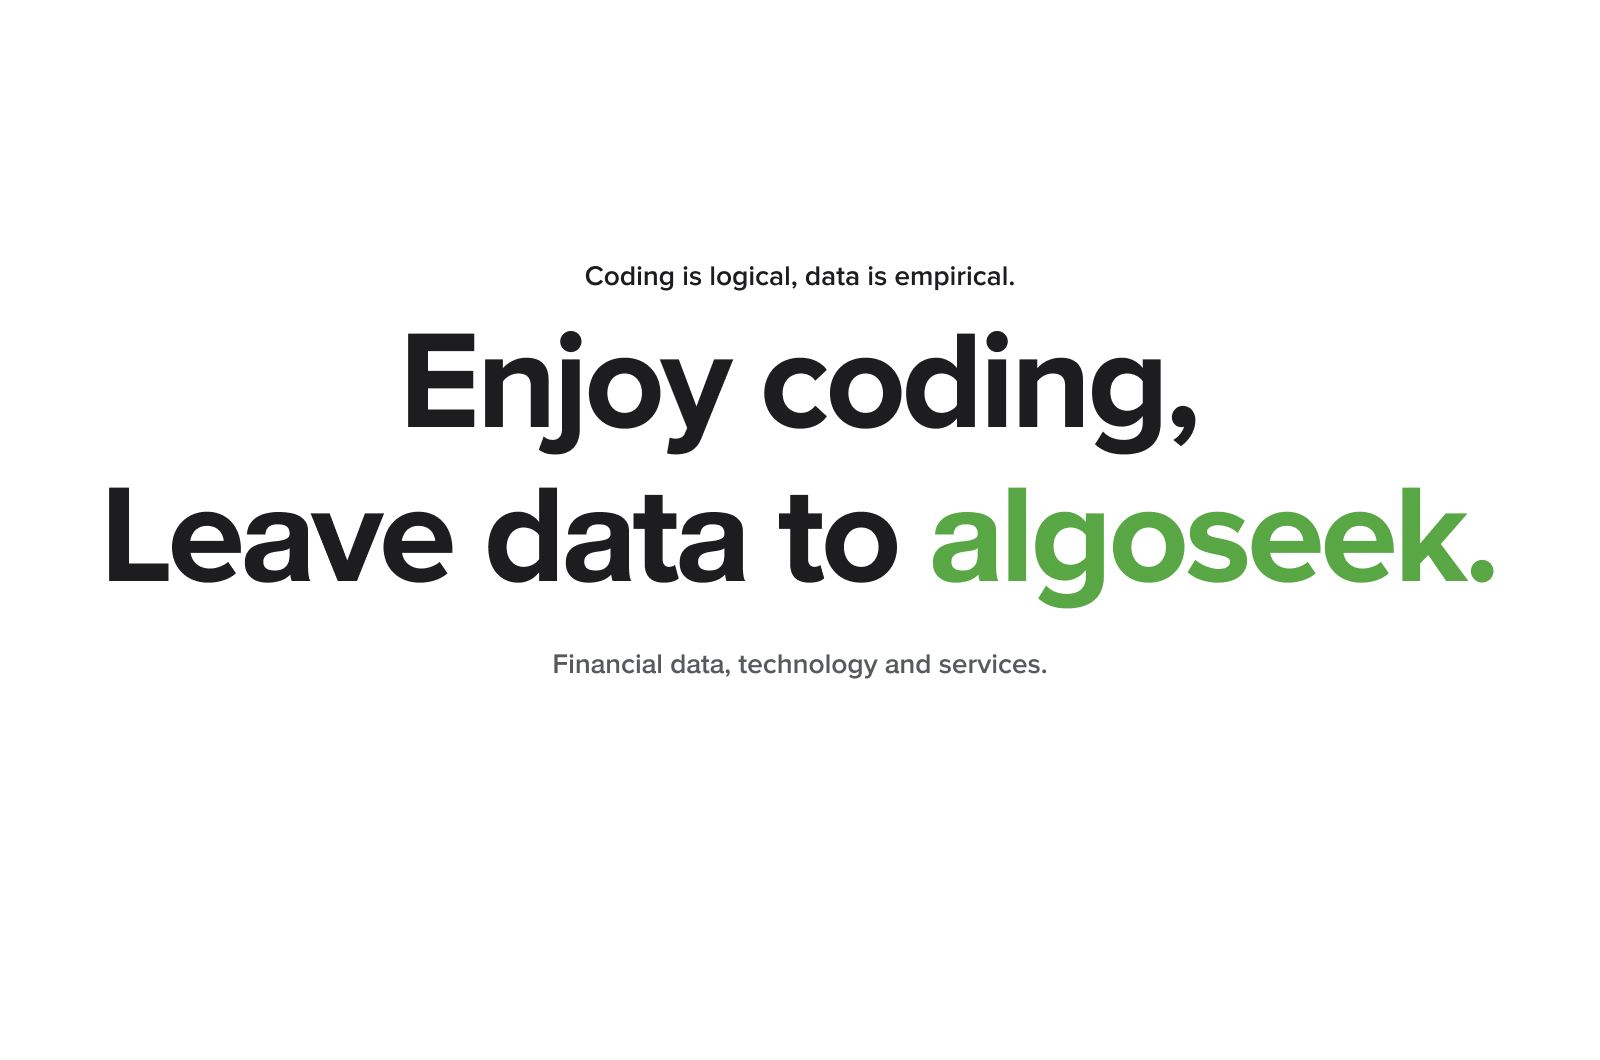 Coding is logical, data is empirical.
Enjoy coding,
Leave data to algoseek.
Financial data, technology and services.